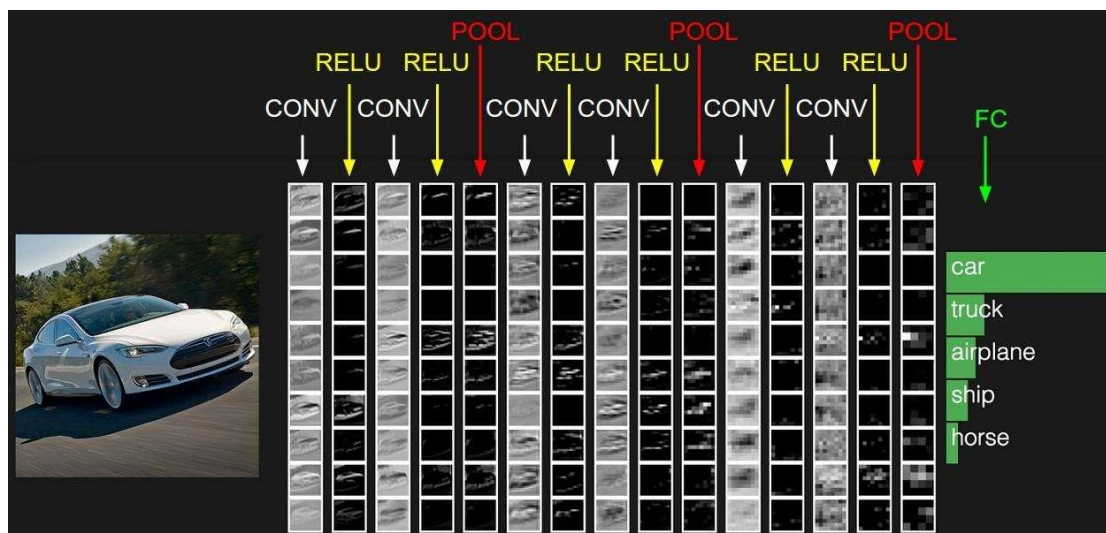 POOL POOL POOL
RELU RELU RELU RELU RELU RELU
CONV CONV CONV CONV CONV CONV
FC
car
truck
airplane
ship
horse